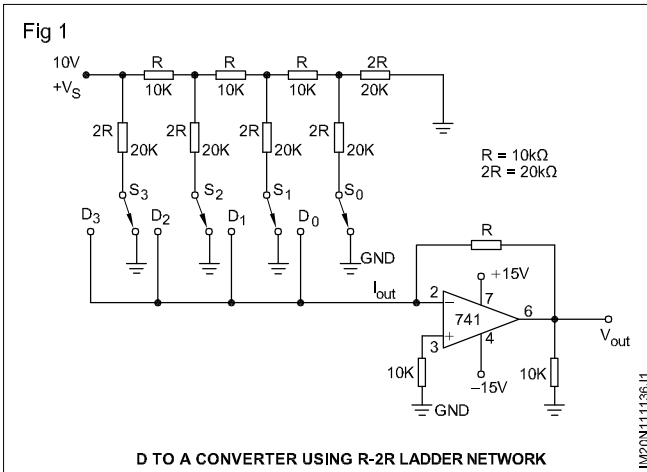 Fig 1
10V
+VS
R
10K
R
10K
R
10K
2R
20K
2R
20K
2R
20K
2R
20K
2R
20K
R = 10kΩ
2R = 20kΩ
S3
S2
S1
S0
D3
D2
D1
D0
GND
Iout
R
+15V
2
7
−
741
6
+
3
4
−15V
Vout
10K
GND
10K
D TO A CONVERTER USING R-2R LADDER NETWORK
IM20N111136J1